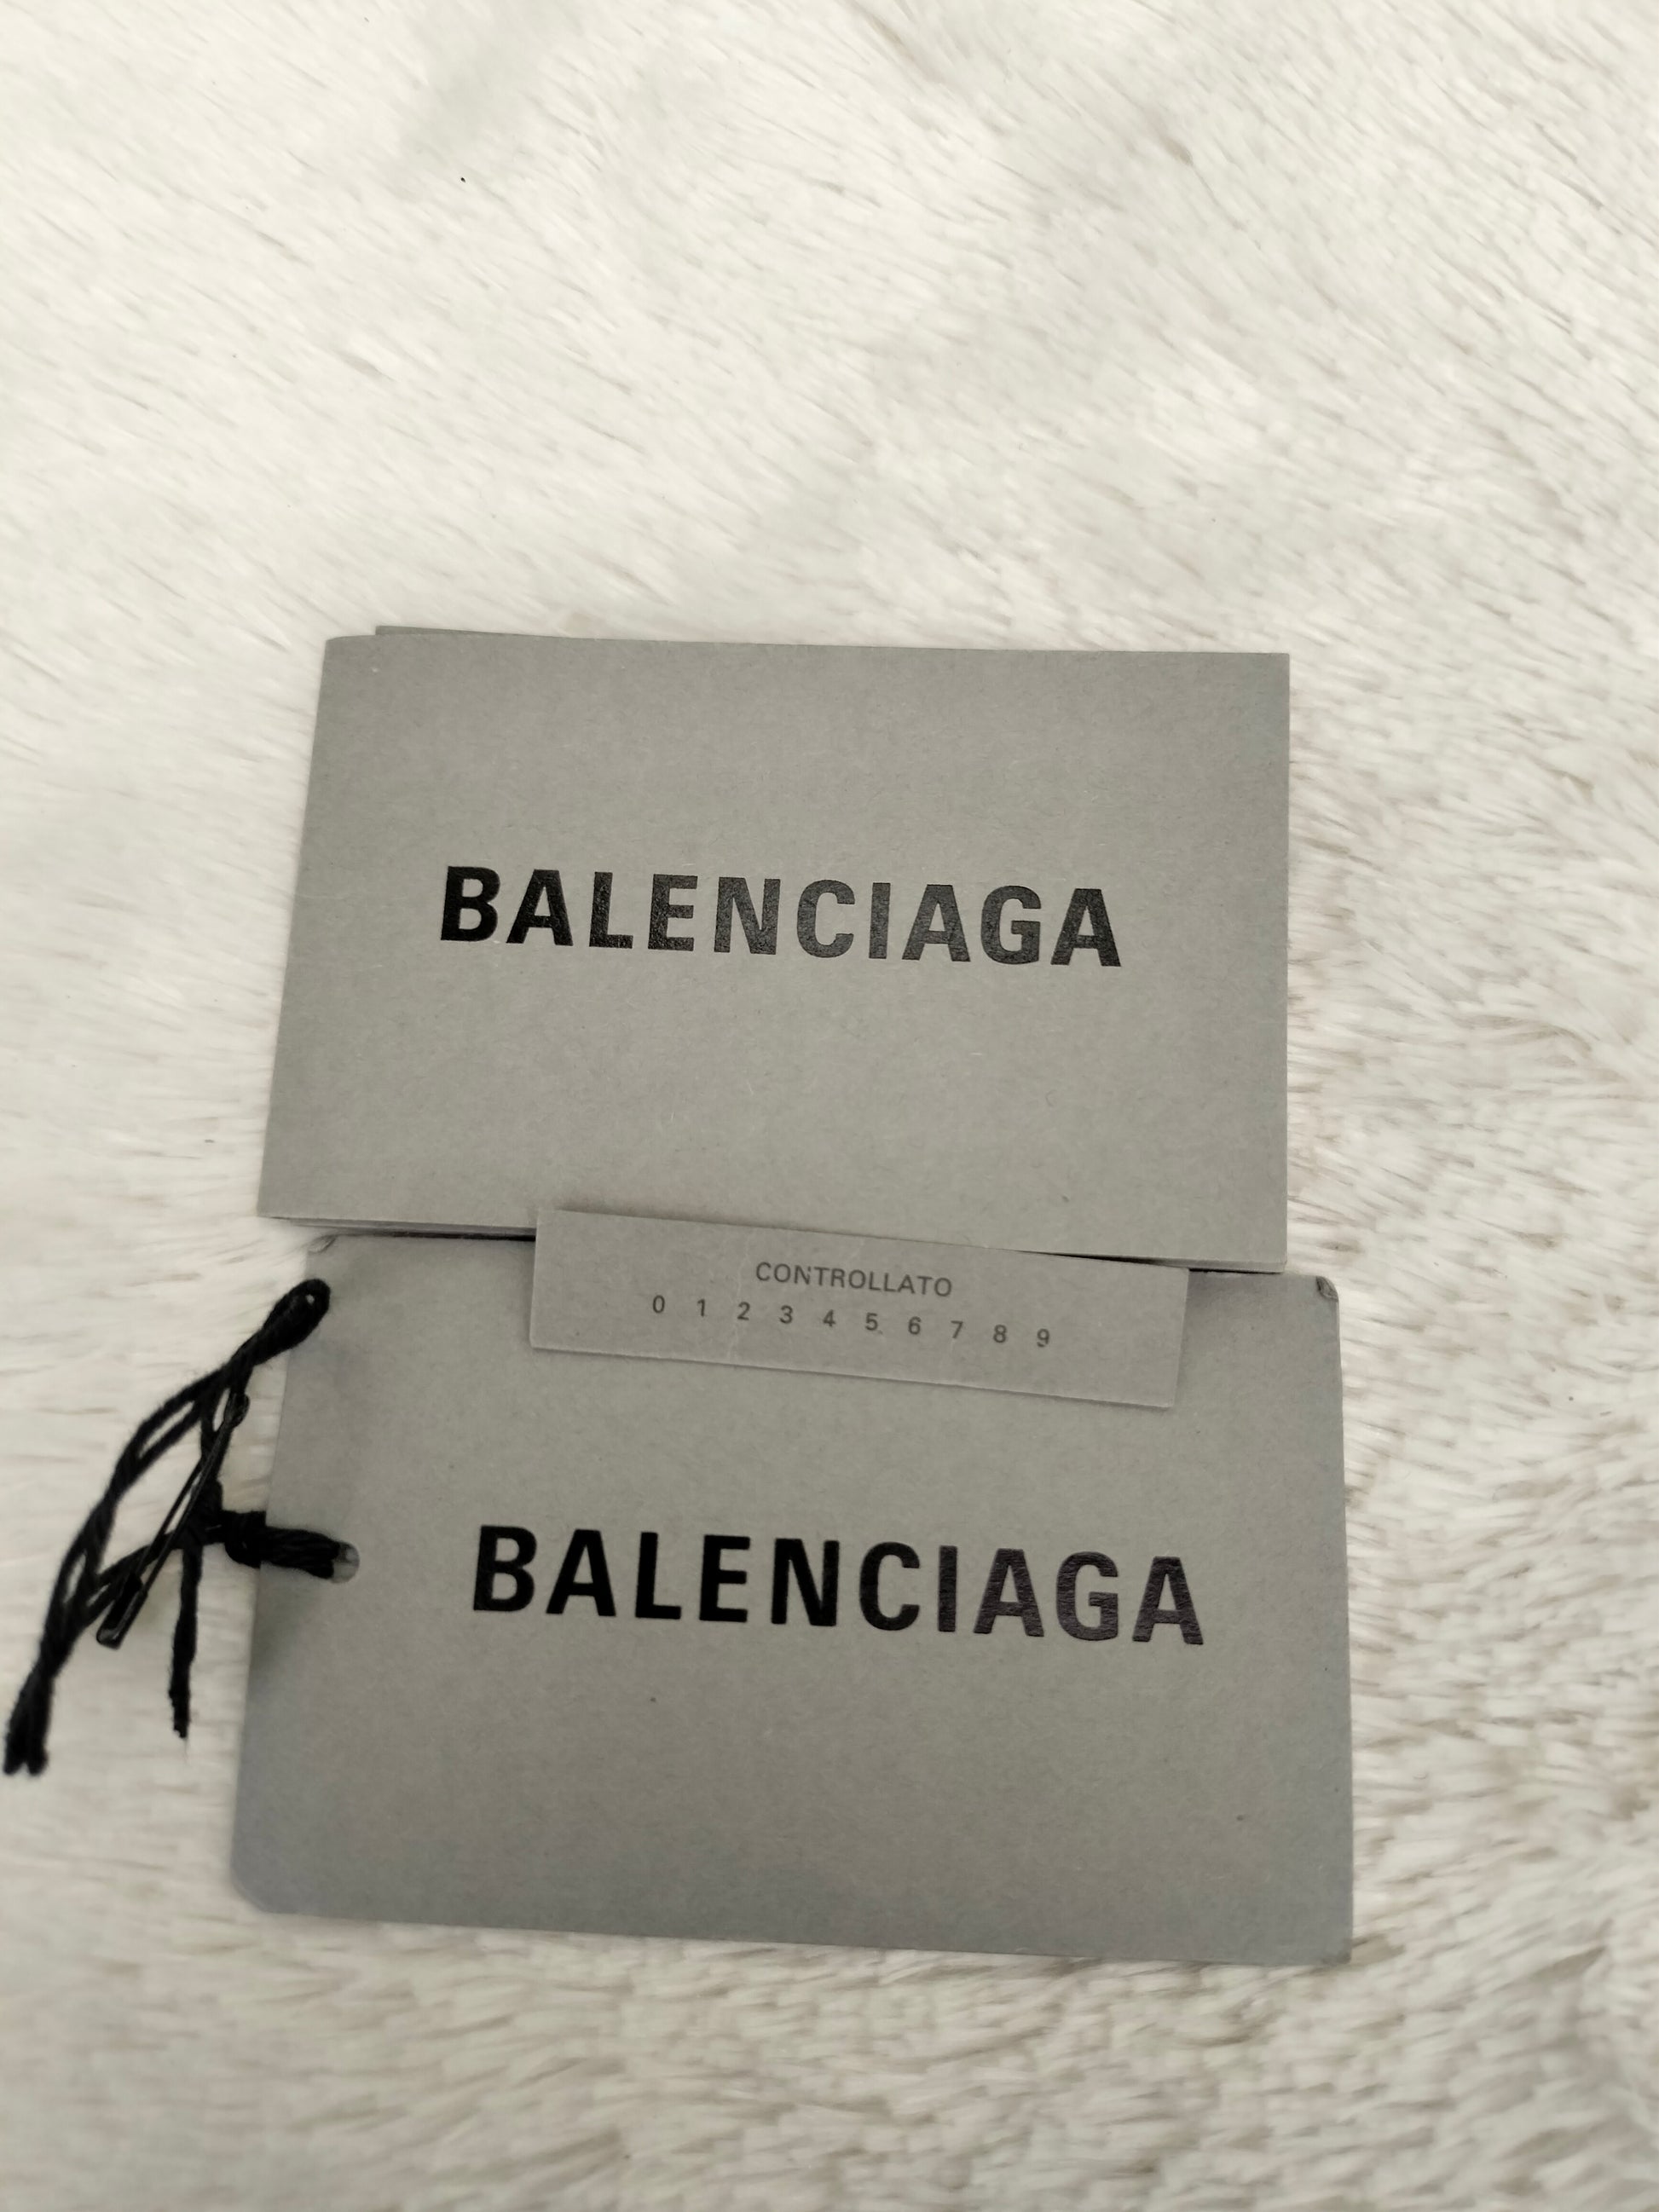 BALENCIAGA
CONTROLLATO
0 1 2 3 4 5 6 7 8 9
BALENCIAGA